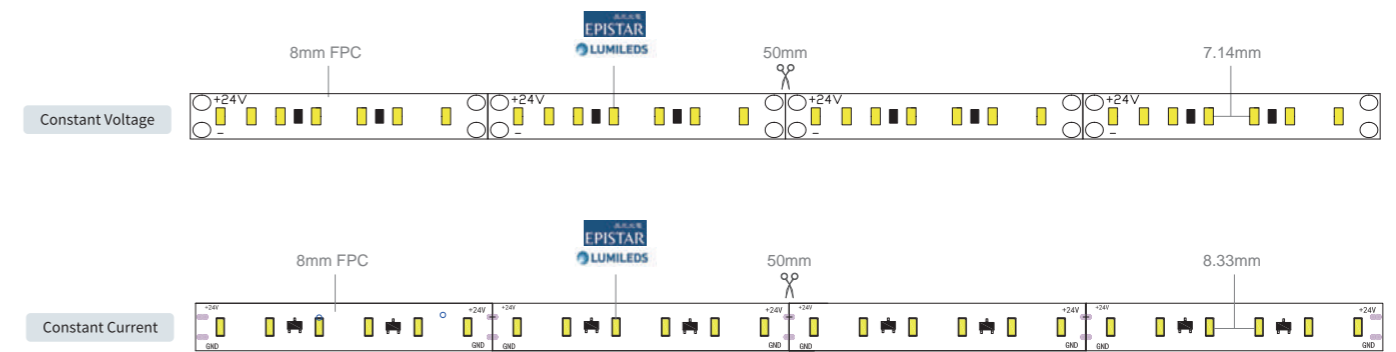 EPISTAR
LUMILEDS
8mm FPC
50mm
7.14mm
Constant Voltage
+24V
+24V
+24V
+24V
–
–
–
–
EPISTAR
LUMILEDS
8mm FPC
50mm
8.33mm
Constant Current
+24V
+24V
+24V
+24V
+24V
+24V
+24V
+24V
GND
GND
GND
GND
GND
GND
GND
GND